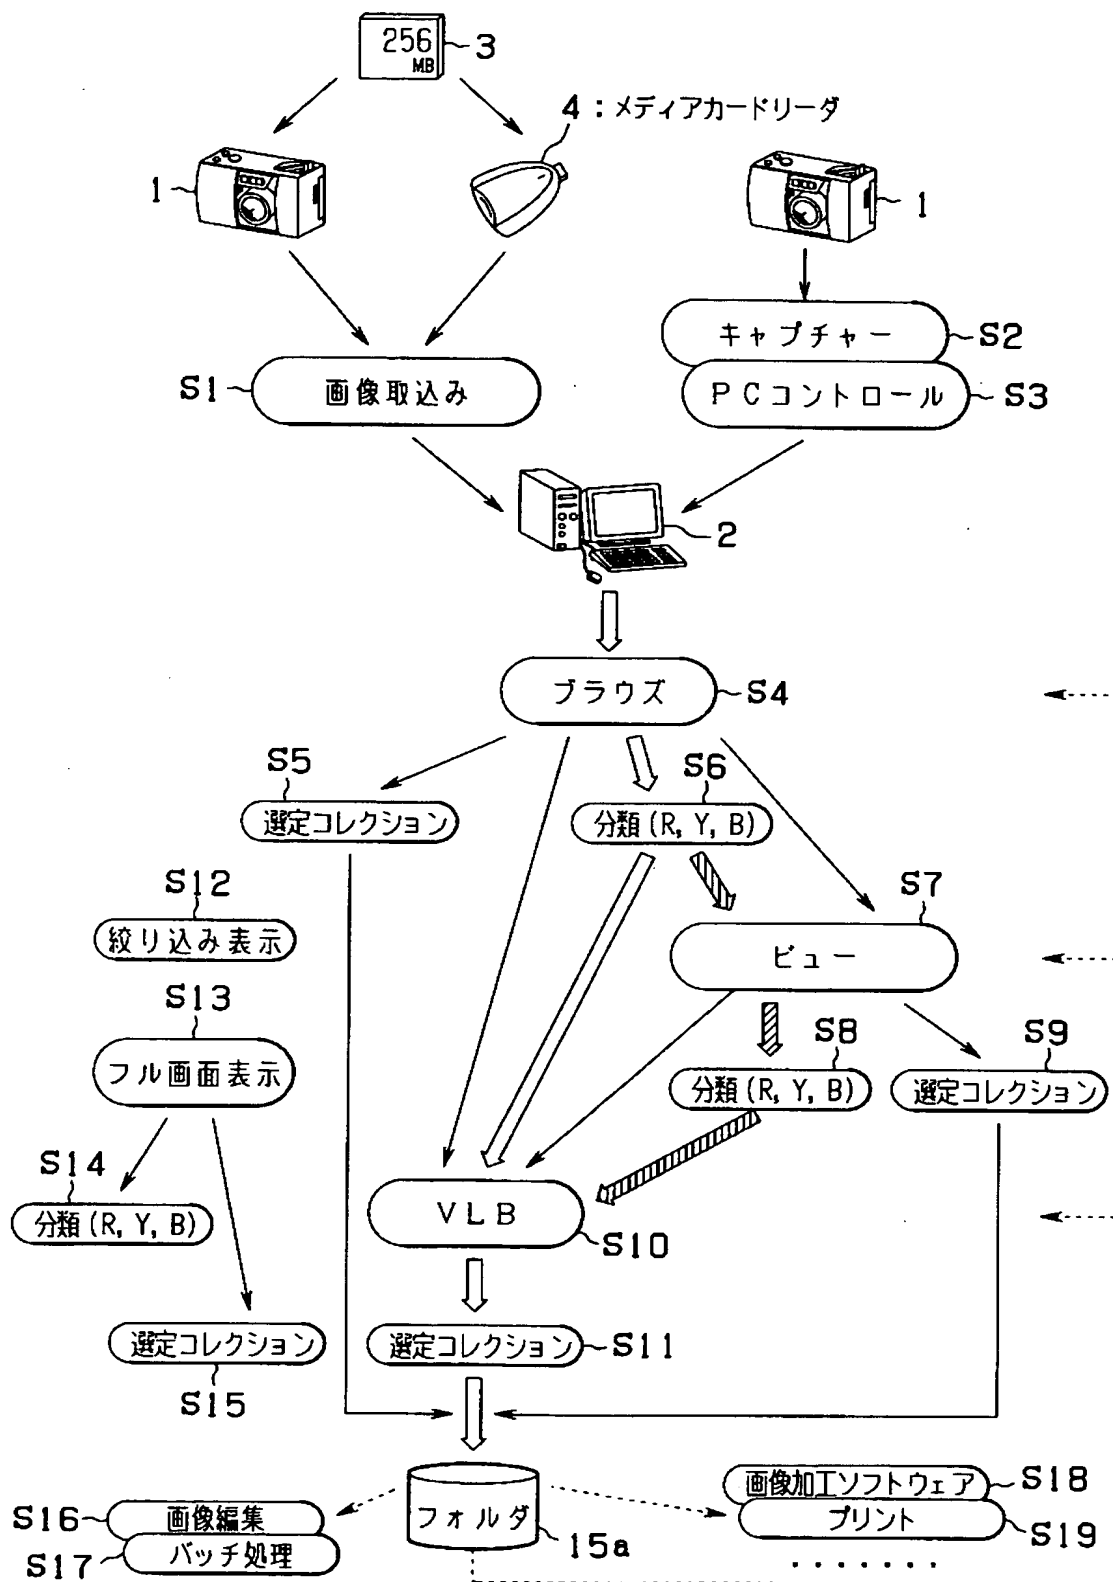 256
MB
3
4：メディアカードリーダ
1
1
キャプチャー
S2
S1
画像取込み
PCコントロール
S3
2
ブラウズ
S4
S5
S6
選定コレクション
分類(R, Y, B)
S12
S7
絞り込み表示
ビュー
S13
S8
S9
フル画面表示
分類(R, Y, B)
選定コレクション
S14
分類(R, Y, B)
VLB
S10
選定コレクション
S15
選定コレクション
S11
画像加工ソフトウェア
S18
S16
画像編集
フォルダ
プリント
S19
S17
バッチ処理
15a
.......